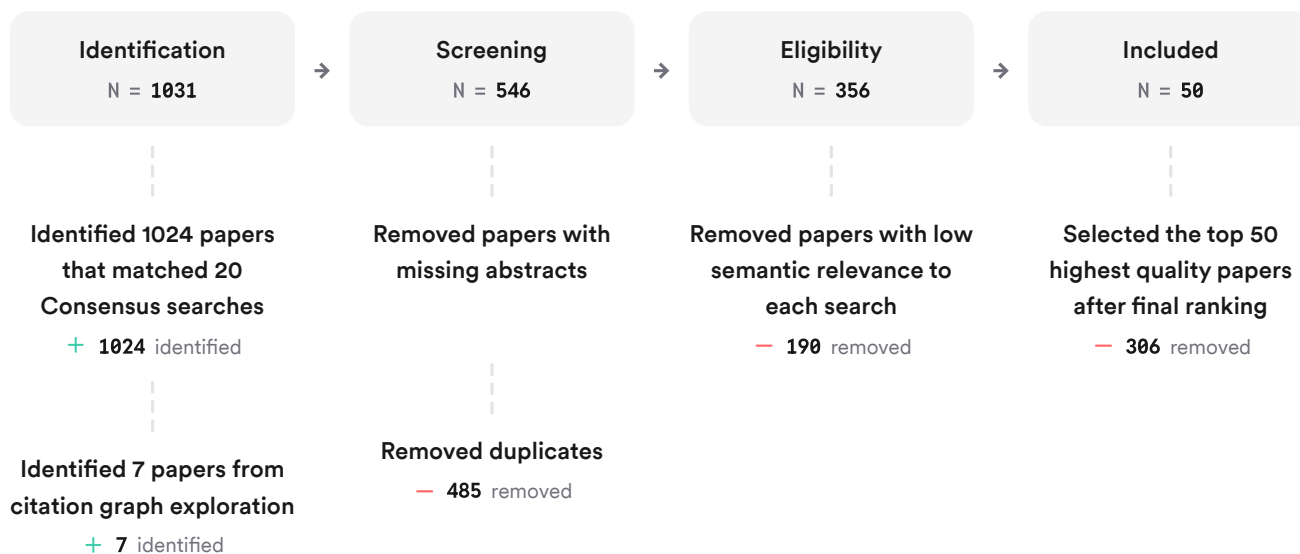 Identification
N = 1031
Screening
N = 546
Eligibility
N = 356
Included
N = 50
Identified 1024 papers
that matched 20
Consensus searches
+ 1024 identified
Identified 7 papers from
citation graph exploration
+ 7 identified
Removed papers with
missing abstracts
Removed duplicates
− 485 removed
Removed papers with low
semantic relevance to
each search
− 190 removed
Selected the top 50
highest quality papers
after final ranking
− 306 removed